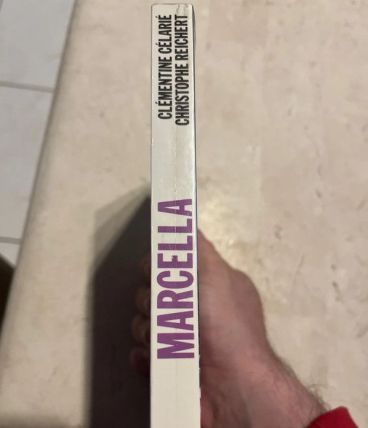 CLÉMENTINE CÉLARIÉ
CHRISTOPHE REICHERT
MARCELLA